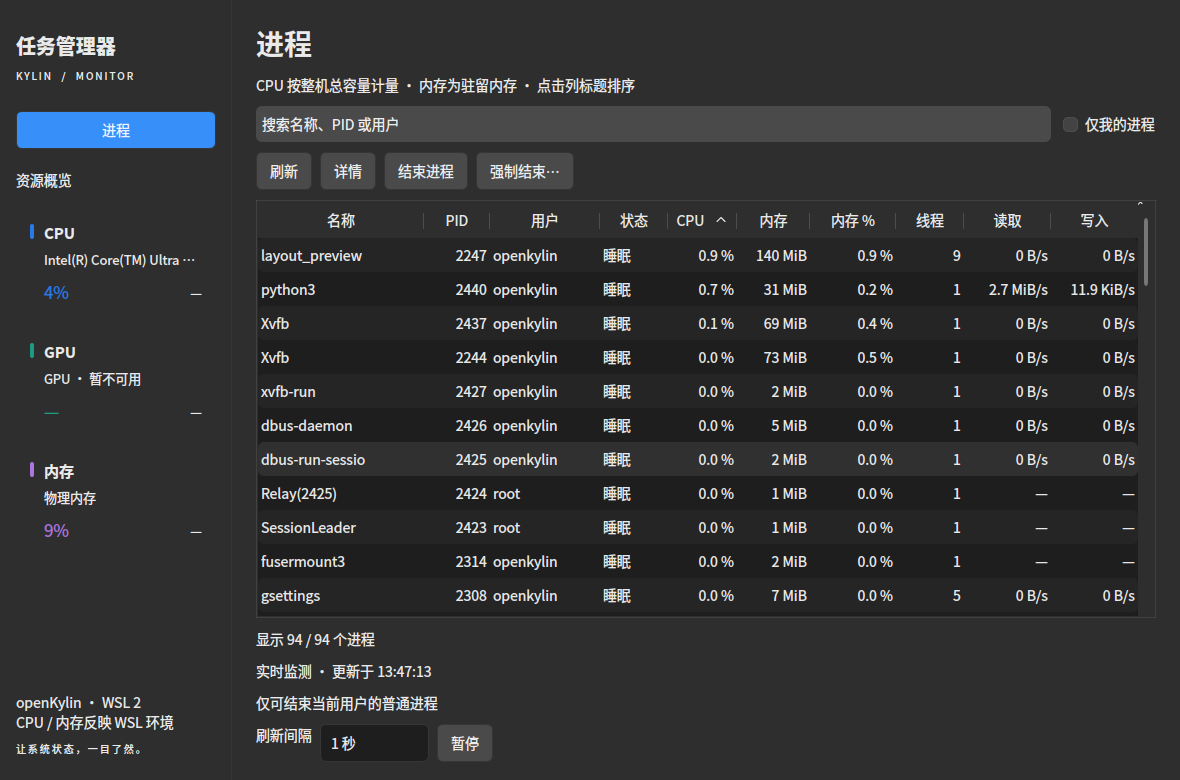 任务管理器
KYLIN / MONITOR
进程
资源概览
CPU
Intel(R) Core(TM) Ultra ···
4% —
GPU
GPU · 暂不可用
— —
内存
物理内存
9% —
openKylin · WSL 2
CPU / 内存反映 WSL 环境
让系统状态，一目了然。
进程
CPU 按整机总容量计量 · 内存为驻留内存 · 点击列标题排序
搜索名称、PID 或用户 仅我的进程
刷新 详情 结束进程 强制结束···
名称 PID 用户 状态 CPU 内存 内存 % 线程 读取 写入
layout_preview 2247 openkylin 睡眠 0.9 % 140 MiB 0.9 % 9 0 B/s 0 B/s
python3 2440 openkylin 睡眠 0.7 % 31 MiB 0.2 % 1 2.7 MiB/s 11.9 KiB/s
Xvfb 2437 openkylin 睡眠 0.1 % 69 MiB 0.4 % 1 0 B/s 0 B/s
Xvfb 2244 openkylin 睡眠 0.0 % 73 MiB 0.5 % 1 0 B/s 0 B/s
xvfb-run 2427 openkylin 睡眠 0.0 % 2 MiB 0.0 % 1 0 B/s 0 B/s
dbus-daemon 2426 openkylin 睡眠 0.0 % 5 MiB 0.0 % 1 0 B/s 0 B/s
dbus-run-sessio 2425 openkylin 睡眠 0.0 % 2 MiB 0.0 % 1 0 B/s 0 B/s
Relay(2425) 2424 root 睡眠 0.0 % 1 MiB 0.0 % 1 — —
SessionLeader 2423 root 睡眠 0.0 % 1 MiB 0.0 % 1 — —
fusermount3 2314 openkylin 睡眠 0.0 % 2 MiB 0.0 % 1 — —
gsettings 2308 openkylin 睡眠 0.0 % 7 MiB 0.0 % 5 0 B/s 0 B/s
显示 94 / 94 个进程
实时监测 · 更新于 13:47:13
仅可结束当前用户的普通进程
刷新间隔 1 秒 暂停